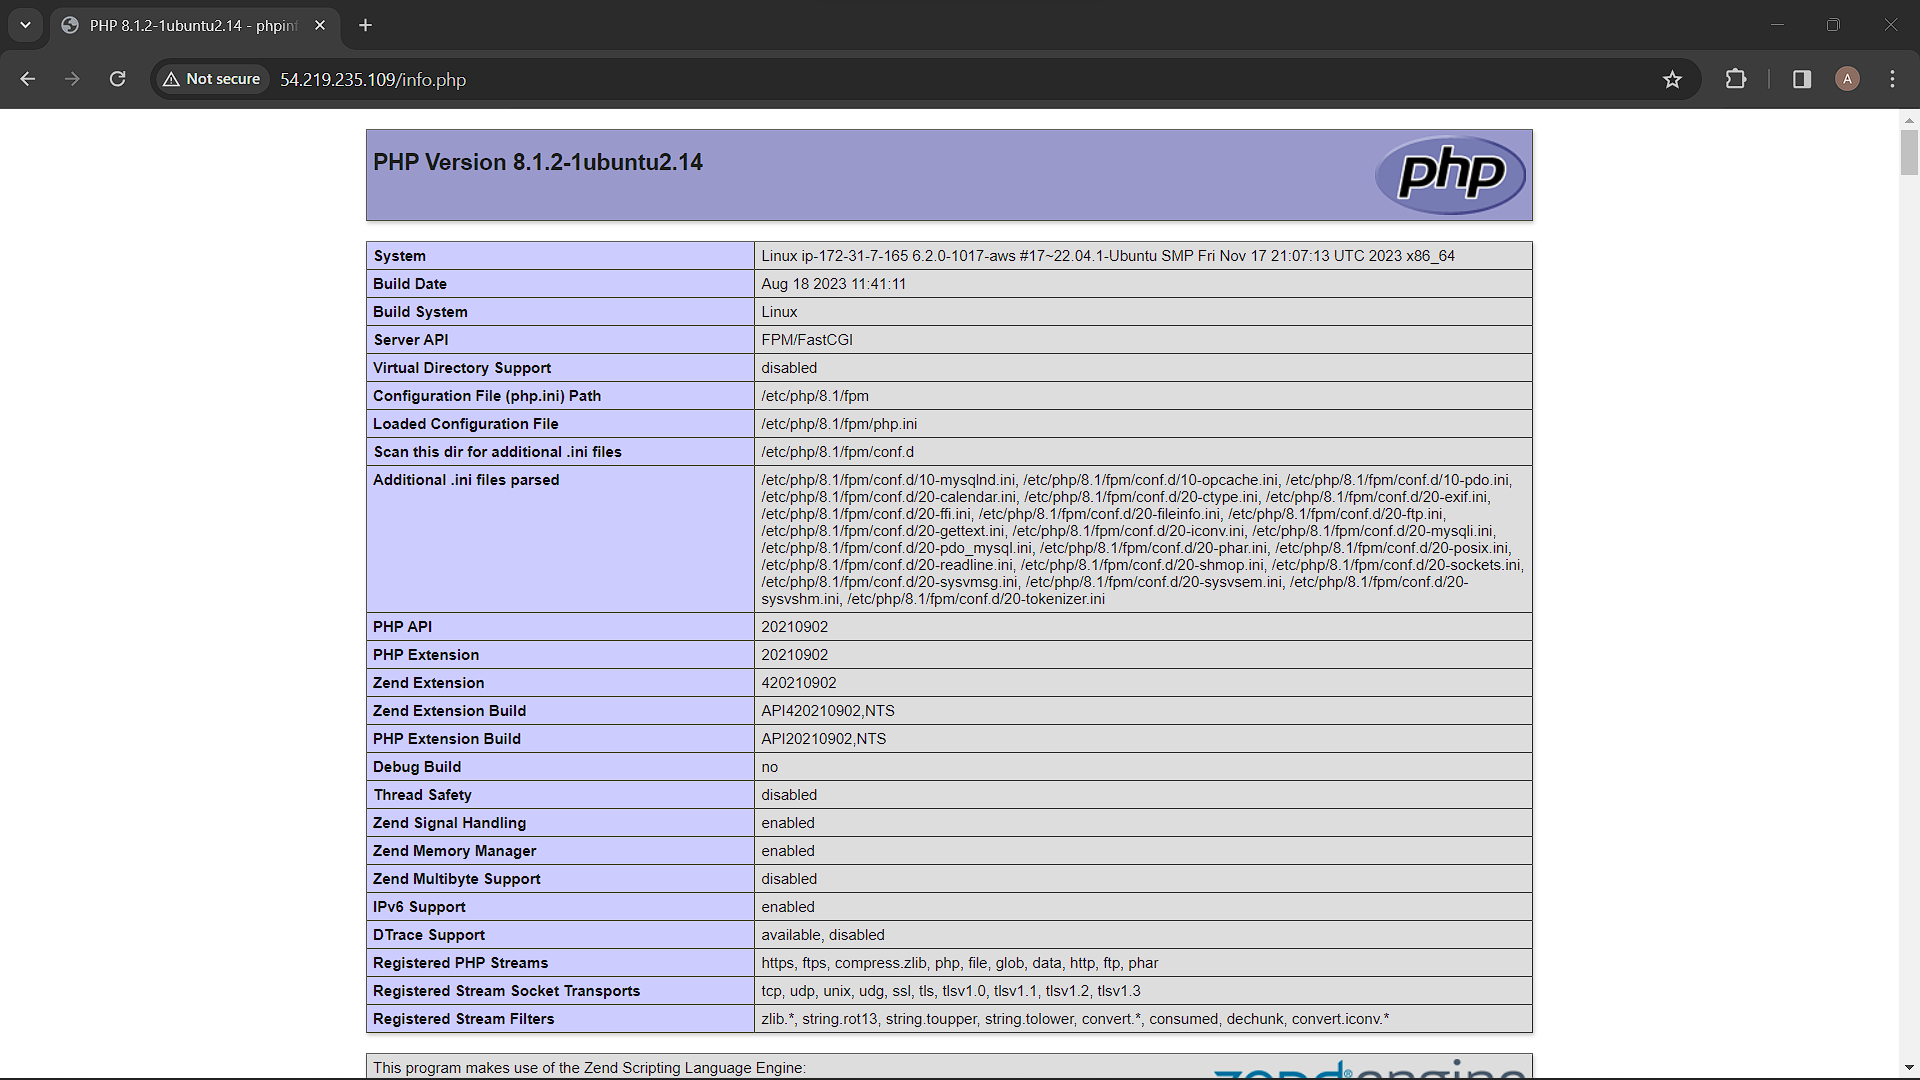 PHP 8.1.2-1ubuntu2.14 - phpinf
Not secure 54.219.235.109/info.php
A
PHP Version 8.1.2-1ubuntu2.14
php
System Linux ip-172-31-7-165 6.2.0-1017-aws #17~22.04.1-Ubuntu SMP Fri Nov 17 21:07:13 UTC 2023 x86_64
Build Date Aug 18 2023 11:41:11
Build System Linux
Server API FPM/FastCGI
Virtual Directory Support disabled
Configuration File (php.ini) Path /etc/php/8.1/fpm
Loaded Configuration File /etc/php/8.1/fpm/php.ini
Scan this dir for additional .ini files /etc/php/8.1/fpm/conf.d
Additional .ini files parsed /etc/php/8.1/fpm/conf.d/10-mysqlnd.ini, /etc/php/8.1/fpm/conf.d/10-opcache.ini, /etc/php/8.1/fpm/conf.d/10-pdo.ini,
/etc/php/8.1/fpm/conf.d/20-calendar.ini, /etc/php/8.1/fpm/conf.d/20-ctype.ini, /etc/php/8.1/fpm/conf.d/20-exif.ini,
/etc/php/8.1/fpm/conf.d/20-ffi.ini, /etc/php/8.1/fpm/conf.d/20-fileinfo.ini, /etc/php/8.1/fpm/conf.d/20-ftp.ini,
/etc/php/8.1/fpm/conf.d/20-gettext.ini, /etc/php/8.1/fpm/conf.d/20-iconv.ini, /etc/php/8.1/fpm/conf.d/20-mysqli.ini,
/etc/php/8.1/fpm/conf.d/20-pdo_mysql.ini, /etc/php/8.1/fpm/conf.d/20-phar.ini, /etc/php/8.1/fpm/conf.d/20-posix.ini,
/etc/php/8.1/fpm/conf.d/20-readline.ini, /etc/php/8.1/fpm/conf.d/20-shmop.ini, /etc/php/8.1/fpm/conf.d/20-sockets.ini,
/etc/php/8.1/fpm/conf.d/20-sysvmsg.ini, /etc/php/8.1/fpm/conf.d/20-sysvsem.ini, /etc/php/8.1/fpm/conf.d/20-
sysvshm.ini, /etc/php/8.1/fpm/conf.d/20-tokenizer.ini
PHP API 20210902
PHP Extension 20210902
Zend Extension 420210902
Zend Extension Build API420210902,NTS
PHP Extension Build API20210902,NTS
Debug Build no
Thread Safety disabled
Zend Signal Handling enabled
Zend Memory Manager enabled
Zend Multibyte Support disabled
IPv6 Support enabled
DTrace Support available, disabled
Registered PHP Streams https, ftps, compress.zlib, php, file, glob, data, http, ftp, phar
Registered Stream Socket Transports tcp, udp, unix, udg, ssl, tls, tlsv1.0, tlsv1.1, tlsv1.2, tlsv1.3
Registered Stream Filters zlib.*, string.rot13, string.toupper, string.tolower, convert.*, consumed, dechunk, convert.iconv.*
This program makes use of the Zend Scripting Language Engine:
zend® engine